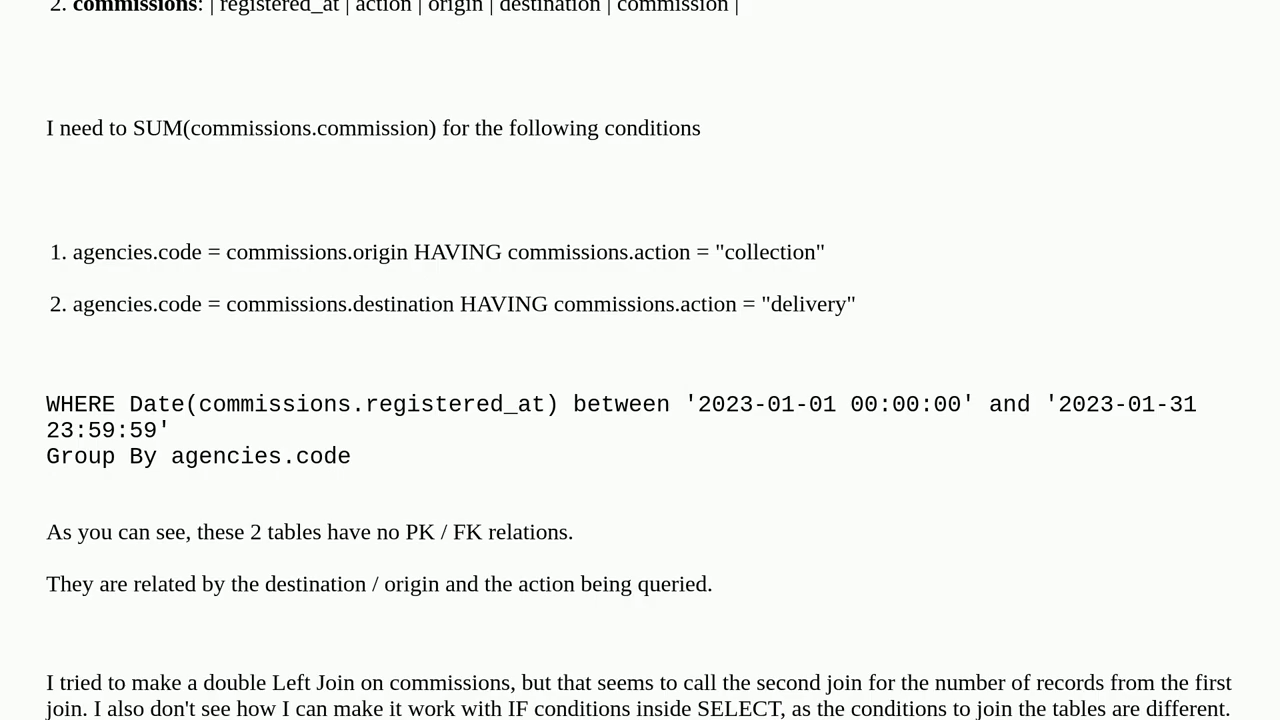 2. commissions: | registered_at | action | origin | destination | commission |
I need to SUM(commissions.commission) for the following conditions
1. agencies.code = commissions.origin HAVING commissions.action = "collection"
2. agencies.code = commissions.destination HAVING commissions.action = "delivery"
WHERE Date(commissions.registered_at) between '2023-01-01 00:00:00' and '2023-01-31
23:59:59'
Group By agencies.code
As you can see, these 2 tables have no PK / FK relations.
They are related by the destination / origin and the action being queried.
I tried to make a double Left Join on commissions, but that seems to call the second join for the number of records from the first
join. I also don't see how I can make it work with IF conditions inside SELECT, as the conditions to join the tables are different.